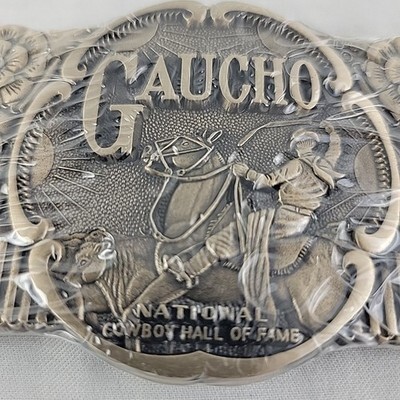 GAUCHO
NATIONAL
COWBOY HALL OF FAME